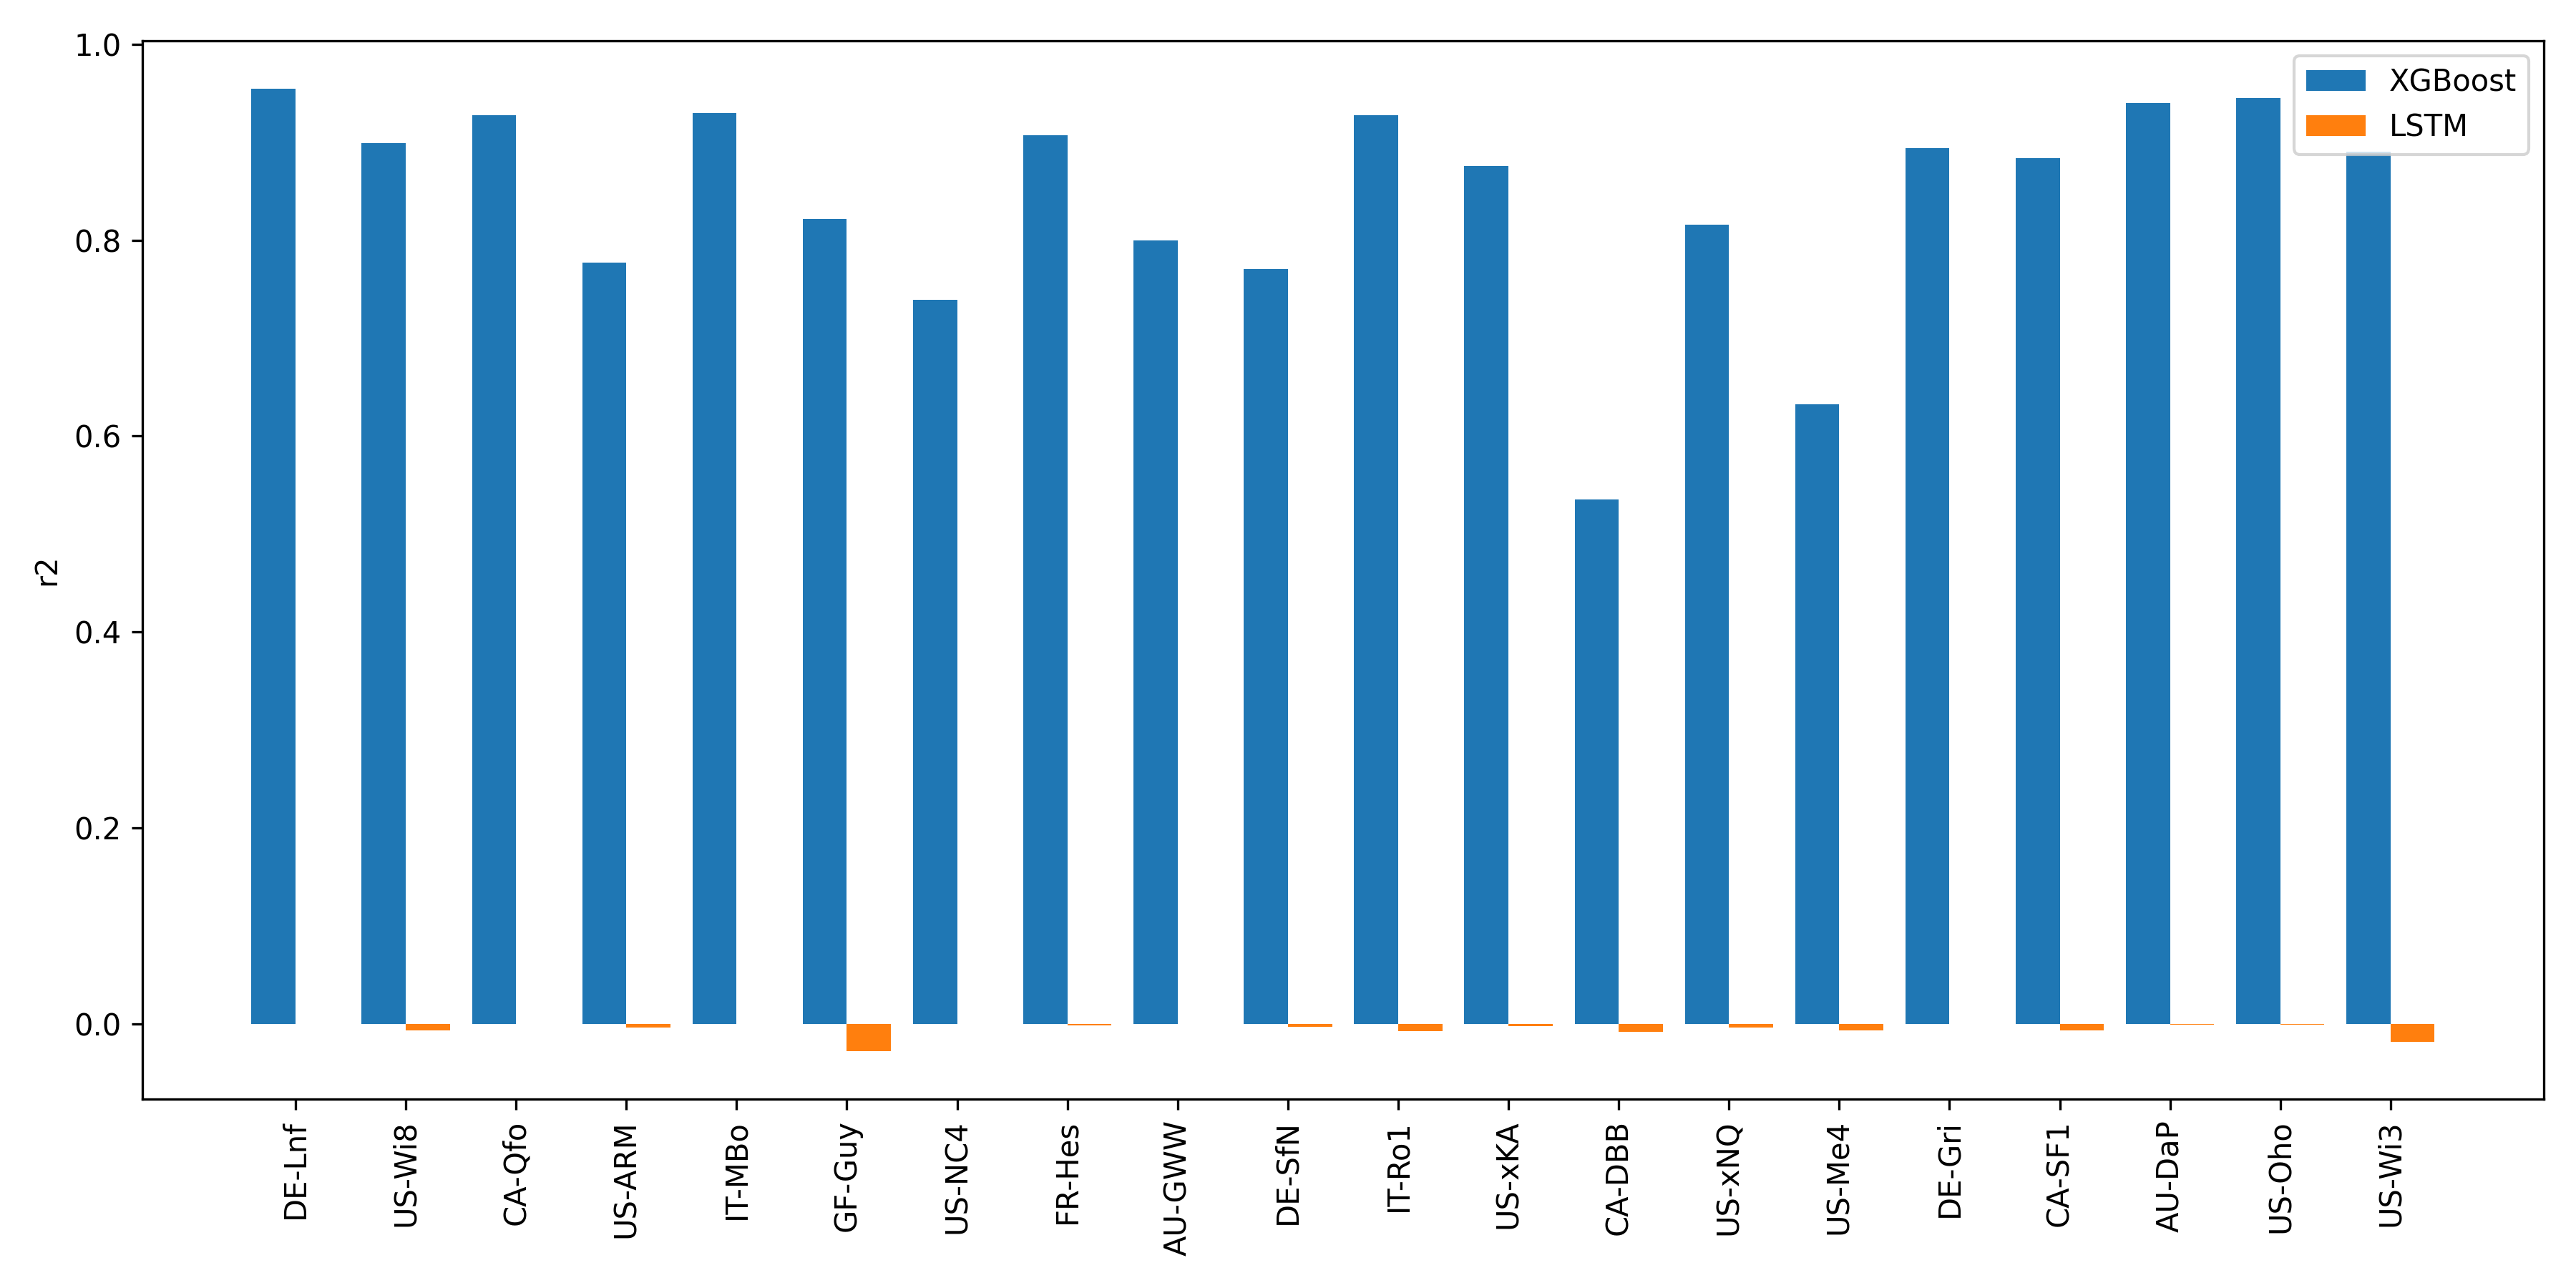 1.0
0.8
0.6
0.4
0.2
0.0
r2
XGBoost
LSTM
DE-Lnf
US-Wi8
CA-Qfo
US-ARM
IT-MBo
GF-Guy
US-NC4
FR-Hes
AU-GWW
DE-SfN
IT-Ro1
US-xKA
CA-DBB
US-xNQ
US-Me4
DE-Gri
CA-SF1
AU-DaP
US-Oho
US-Wi3